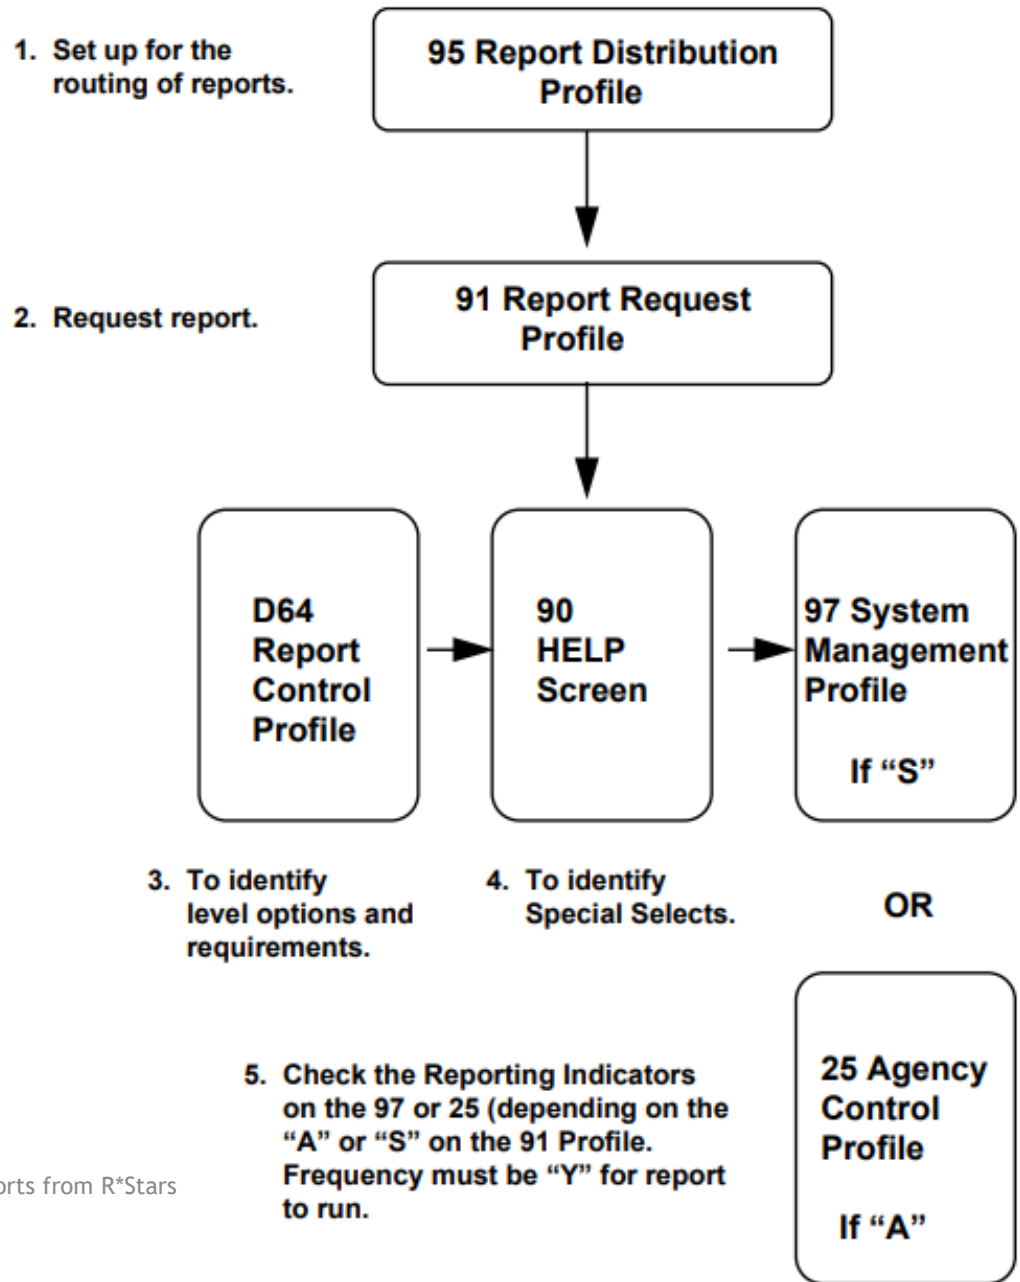 1. Set up for the
routing of reports.
95 Report Distribution
Profile
2. Request report.
91 Report Request
Profile
D64
Report
Control
Profile
90
HELP
Screen
97 System
Management
Profile
If “S”
3. To identify
level options and
requirements.
4. To identify
Special Selects.
OR
5. Check the Reporting Indicators
on the 97 or 25 (depending on the
“A” or “S” on the 91 Profile.
Frequency must be “Y” for report
to run.
25 Agency
Control
Profile
If “A”
orts from R*Stars